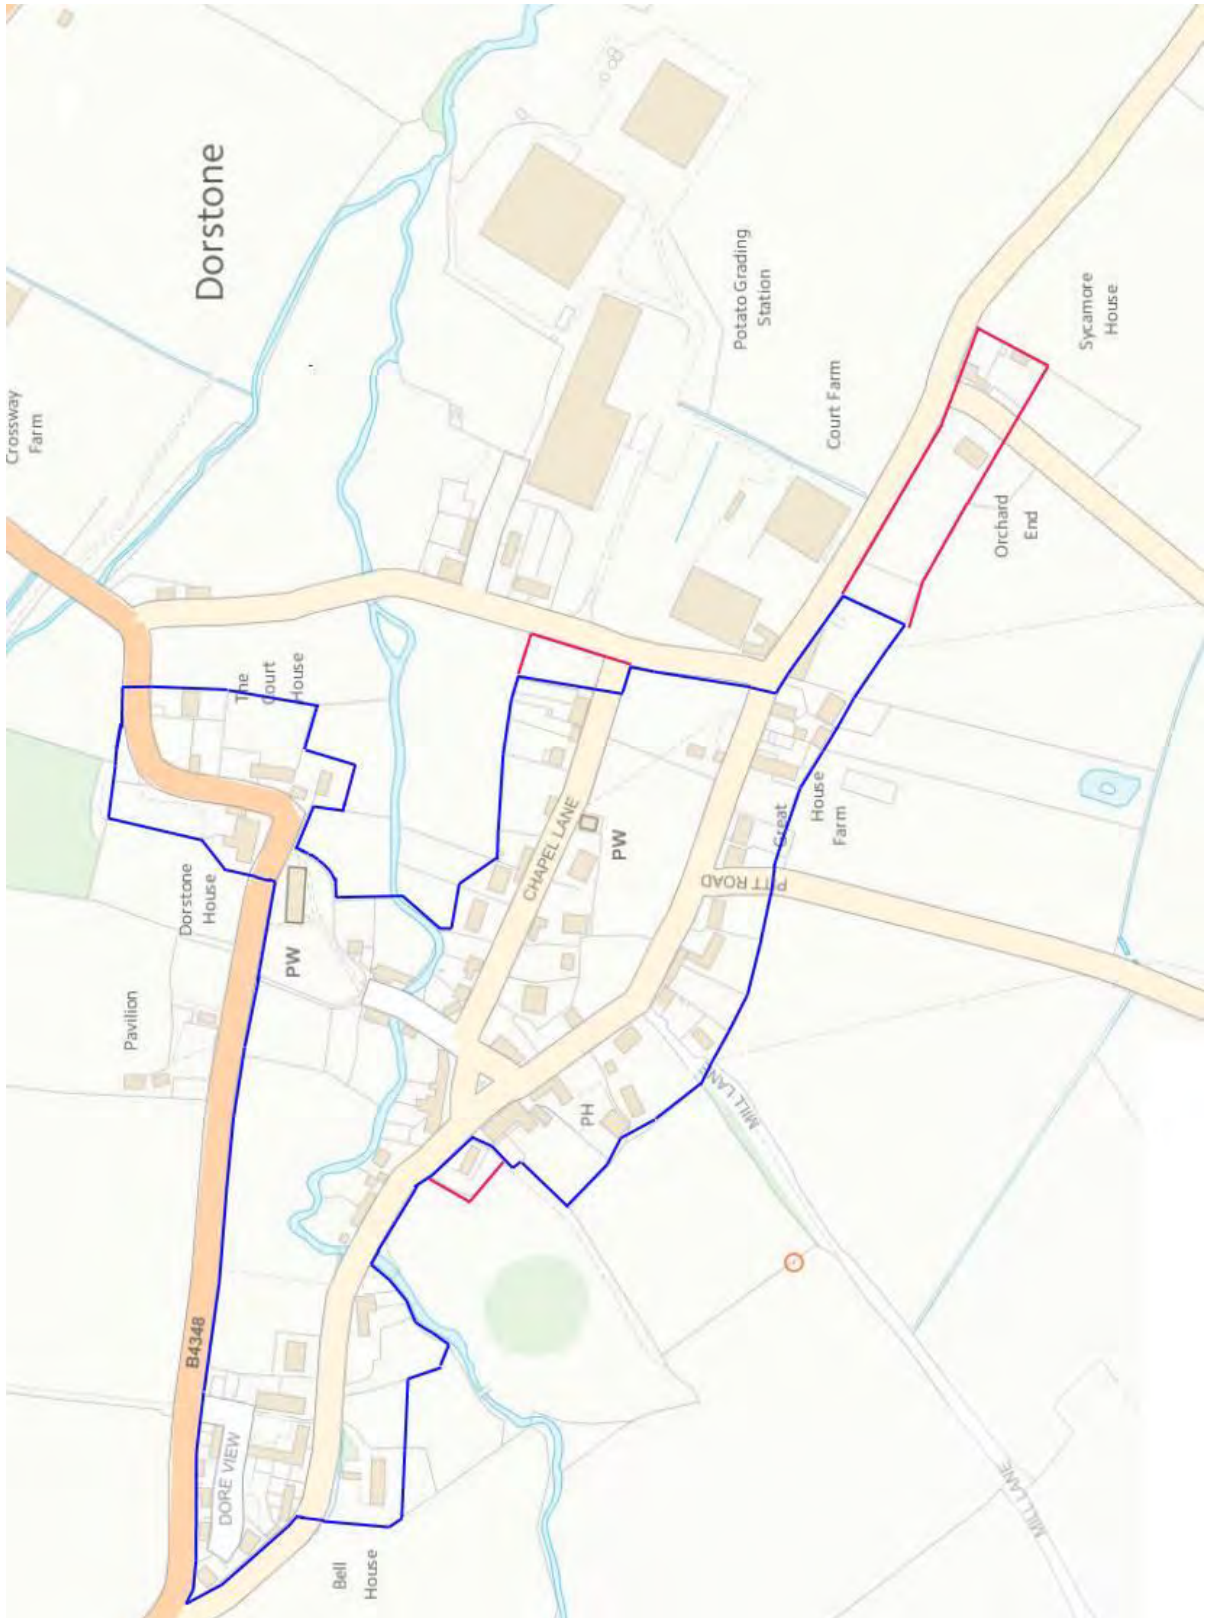 Dorstone
Crossway
Farm
Potato Grading
Station
Sycamore
House
Court Farm
Orchard
End
The
Court
House
Dorstone
House
PW
Pavilion
CHAPEL LANE
PW
Great
House
Farm
PITT ROAD
PH
MILL LANE
B4348
DORE VIEW
Bell
House
MILL LANE